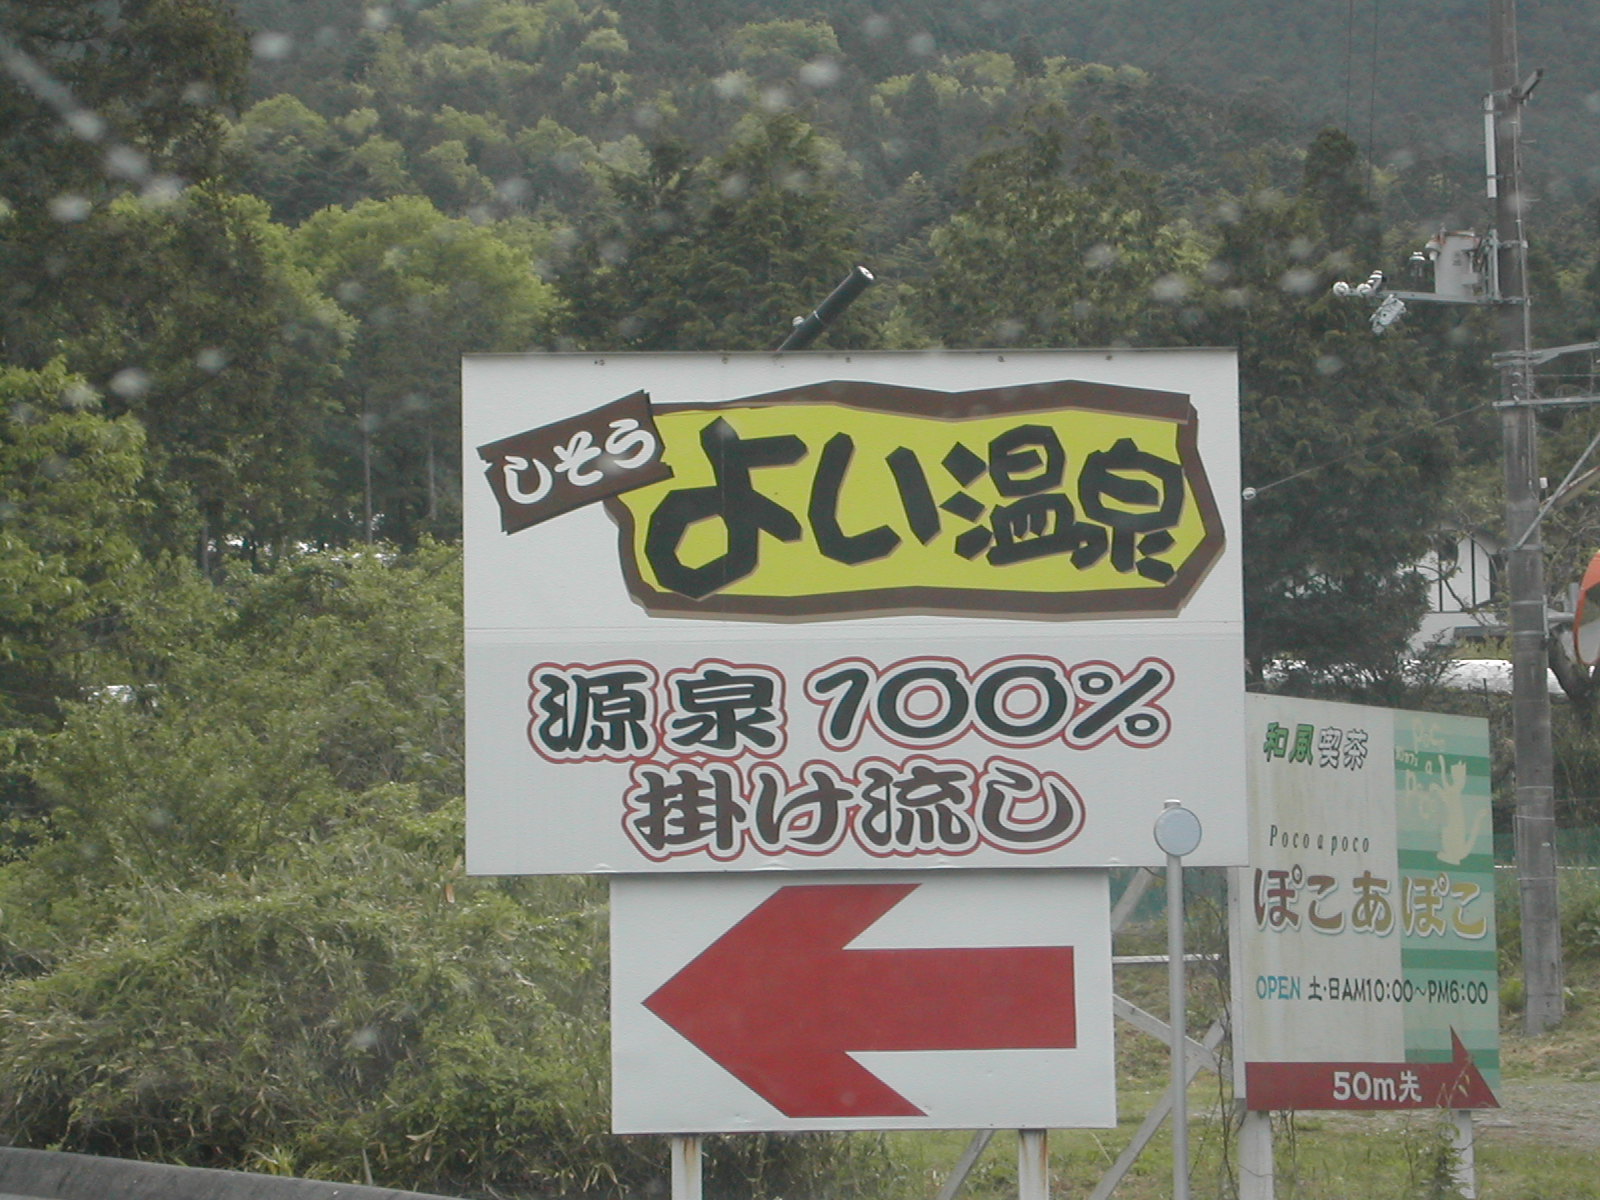 しそう
よい温泉
源泉100%
掛け流し
和風喫茶
Poco a poco
ぽこあぽこ
OPEN 土・日AM10:00〜PM6:00
50m先